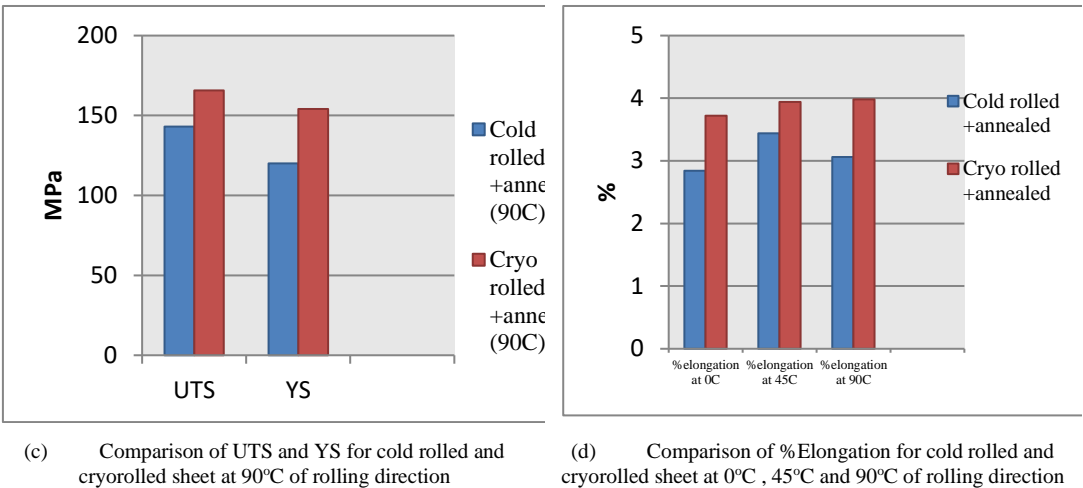 200
150
100
50
0
MPa
UTS YS
Cold
rolled
+anne
(90C)
Cryo
rolled
+anne
(90C)
5
4
3
2
1
0
%
%elongation
at 0C
%elongation
at 45C
%elongation
at 90C
Cold rolled
+annealed
Cryo rolled
+annealed
(c) Comparison of UTS and YS for cold rolled and
cryorolled sheet at 90ºC of rolling direction
(d) Comparison of %Elongation for cold rolled and
cryorolled sheet at 0ºC , 45ºC and 90ºC of rolling direction